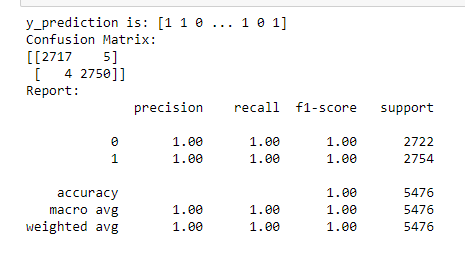 y_prediction is: [1 1 0 ... 1 0 1]
Confusion Matrix:
[[2717    5]
 [   4 2750]]
Report:
              precision    recall  f1-score   support

           0       1.00      1.00      1.00      2722
           1       1.00      1.00      1.00      2754

    accuracy                           1.00      5476
   macro avg       1.00      1.00      1.00      5476
weighted avg       1.00      1.00      1.00      5476